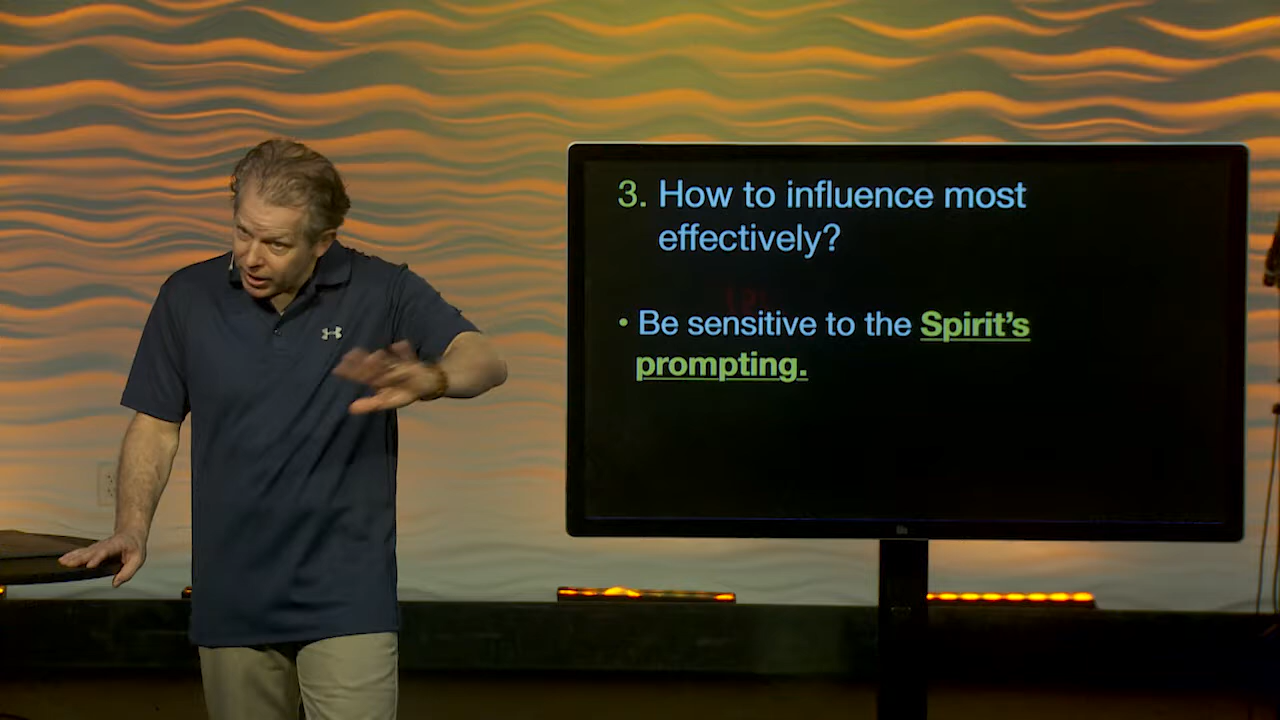 3. How to influence most
effectively?
• Be sensitive to the Spirit's
prompting.